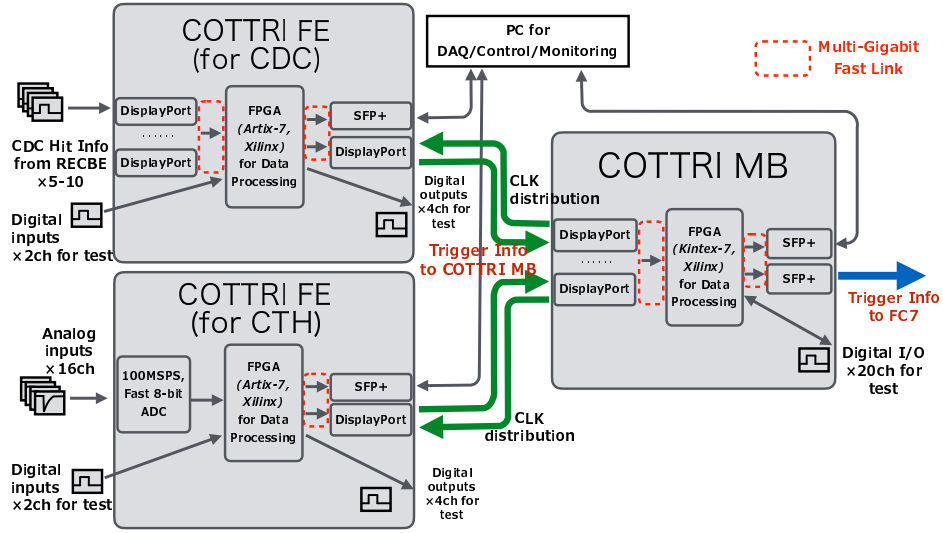 COTTRI FE
(for CDC)
DisplayPort
......
DisplayPort
FPGA
(Artix-7,
Xilinx)
for Data
Processing
SFP+
DisplayPort
CDC Hit Info
from RECBE
×5-10
Digital
inputs
×2ch for test
Digital
outputs
×4ch for
test
PC for
DAQ/Control/Monitoring
Multi-Gigabit
Fast Link
CLK
distribution
Trigger Info
to COTTRI MB
COTTRI MB
DisplayPort
......
DisplayPort
FPGA
(Kintex-7,
Xilinx)
for Data
Processing
SFP+
SFP+
Trigger Info
to FC7
Digital I/O
×20ch for
test
COTTRI FE
(for CTH)
Analog
inputs
×16ch
100MSPS,
Fast 8-bit
ADC
FPGA
(Artix-7,
Xilinx)
for Data
Processing
SFP+
DisplayPort
CLK
distribution
Digital
inputs
×2ch for test
Digital
outputs
×4ch for
test